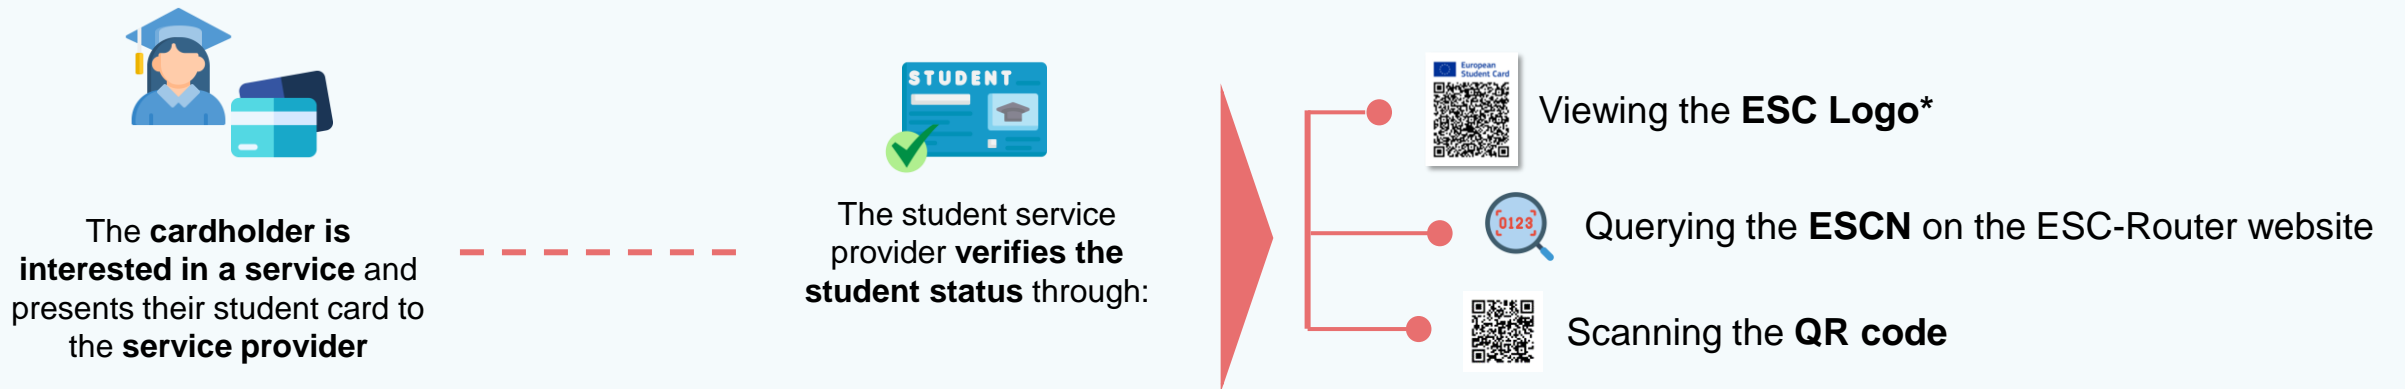 The cardholder is
interested in a service and
presents their student card to
the service provider
STUDENT
The student service
provider verifies the
student status through:
European
Student Card
Viewing the ESC Logo*
0123
Querying the ESCN on the ESC-Router website
Scanning the QR code